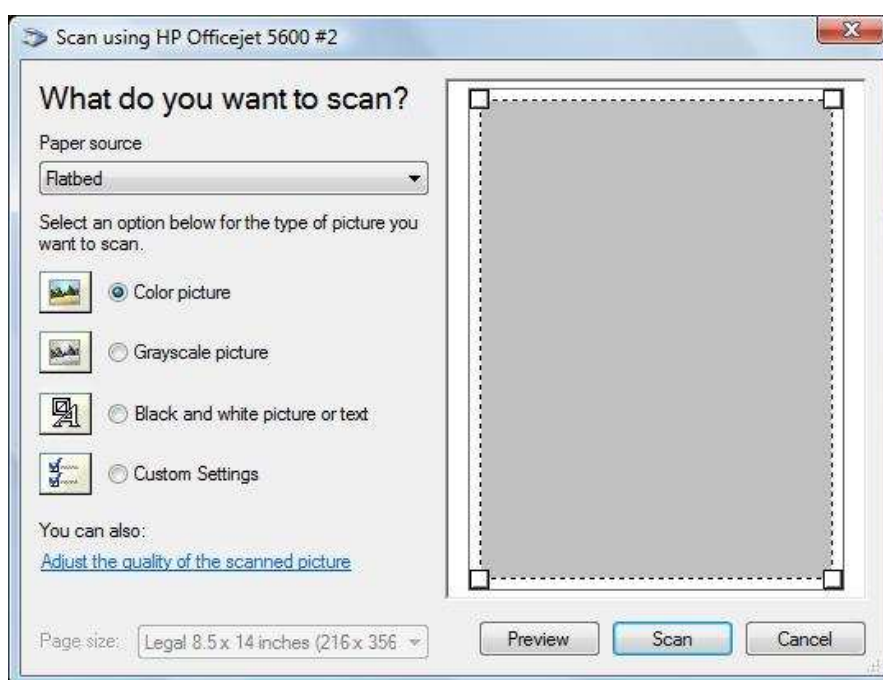 Scan using HP Officejet 5600 #2
What do you want to scan?
Paper source
Flatbed
Select an option below for the type of picture you
want to scan.
Color picture
Grayscale picture
Black and white picture or text
Custom Settings
You can also:
Adjust the quality of the scanned picture
Page size: Legal 8.5 x 14 inches (216 x 356
Preview Scan Cancel